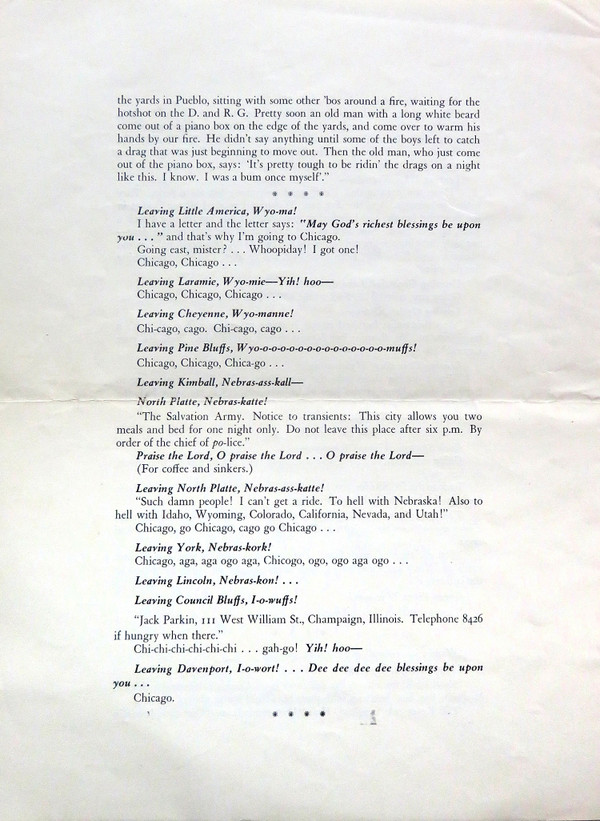 the yards in Pueblo, sitting with some other 'bos around a fire, waiting for the
hotshot on the D. and R. G. Pretty soon an old man with a long white beard
come out of a piano box on the edge of the yards, and come over to warm his
hands by our fire. He didn't say anything until some of the boys left to catch
a drag that was just beginning to move out. Then the old man, who just come
out of the piano box, says: 'It's pretty tough to be ridin' the drags on a night
like this. I know. I was a bum once myself'."
* * * *
Leaving Little America, Wyo-ma!
I have a letter and the letter says: "May God's richest blessings be upon
you . . . " and that's why I'm going to Chicago.
Going east, mister? . . . Whoopiday! I got one!
Chicago, Chicago . . .
Leaving Laramie, Wyo-mie—Yih! hoo—
Chicago, Chicago, Chicago . . .
Leaving Cheyenne, Wyo-manne!
Chi-cago, cago. Chi-cago, cago . . .
Leaving Pine Bluffs, Wyo-o-o-o-o-o-o-o-o-o-o-o-o-o-muffs!
Chicago, Chicago, Chica-go . . .
Leaving Kimball, Nebras-ass-kall—
North Platte, Nebras-katte!
"The Salvation Army. Notice to transients: This city allows you two
meals and bed for one night only. Do not leave this place after six p.m. By
order of the chief of po-lice."
Praise the Lord, O praise the Lord . . . O praise the Lord—
(For coffee and sinkers.)
Leaving North Platte, Nebras-ass-katte!
"Such damn people! I can't get a ride. To hell with Nebraska! Also to
hell with Idaho, Wyoming, Colorado, California, Nevada, and Utah!"
Chicago, go Chicago, cago go Chicago . . .
Leaving York, Nebras-kork!
Chicago, aga, aga ogo aga, Chicogo, ogo, ogo aga ogo . . .
Leaving Lincoln, Nebras-kon! . . .
Leaving Council Bluffs, I-o-wuffs!
"Jack Parkin, 111 West William St., Champaign, Illinois. Telephone 8426
if hungry when there."
Chi-chi-chi-chi-chi-chi . . . gah-go! Yih! hoo—
Leaving Davenport, I-o-wort! . . . Dee dee dee dee blessings be upon
you . . .
Chicago.
* * * *